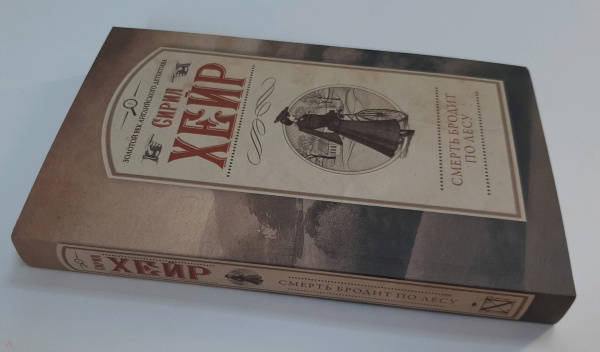 ЗОЛОТОЙ ВЕК АНГЛИЙСКОГО ДЕТЕКТИВА
СИРИЛ
ХЕЙР
СМЕРТЬ БРОДИТ
ПО ЛЕСУ
СИРИЛ
ХЕЙР
СМЕРТЬ БРОДИТ ПО ЛЕСУ